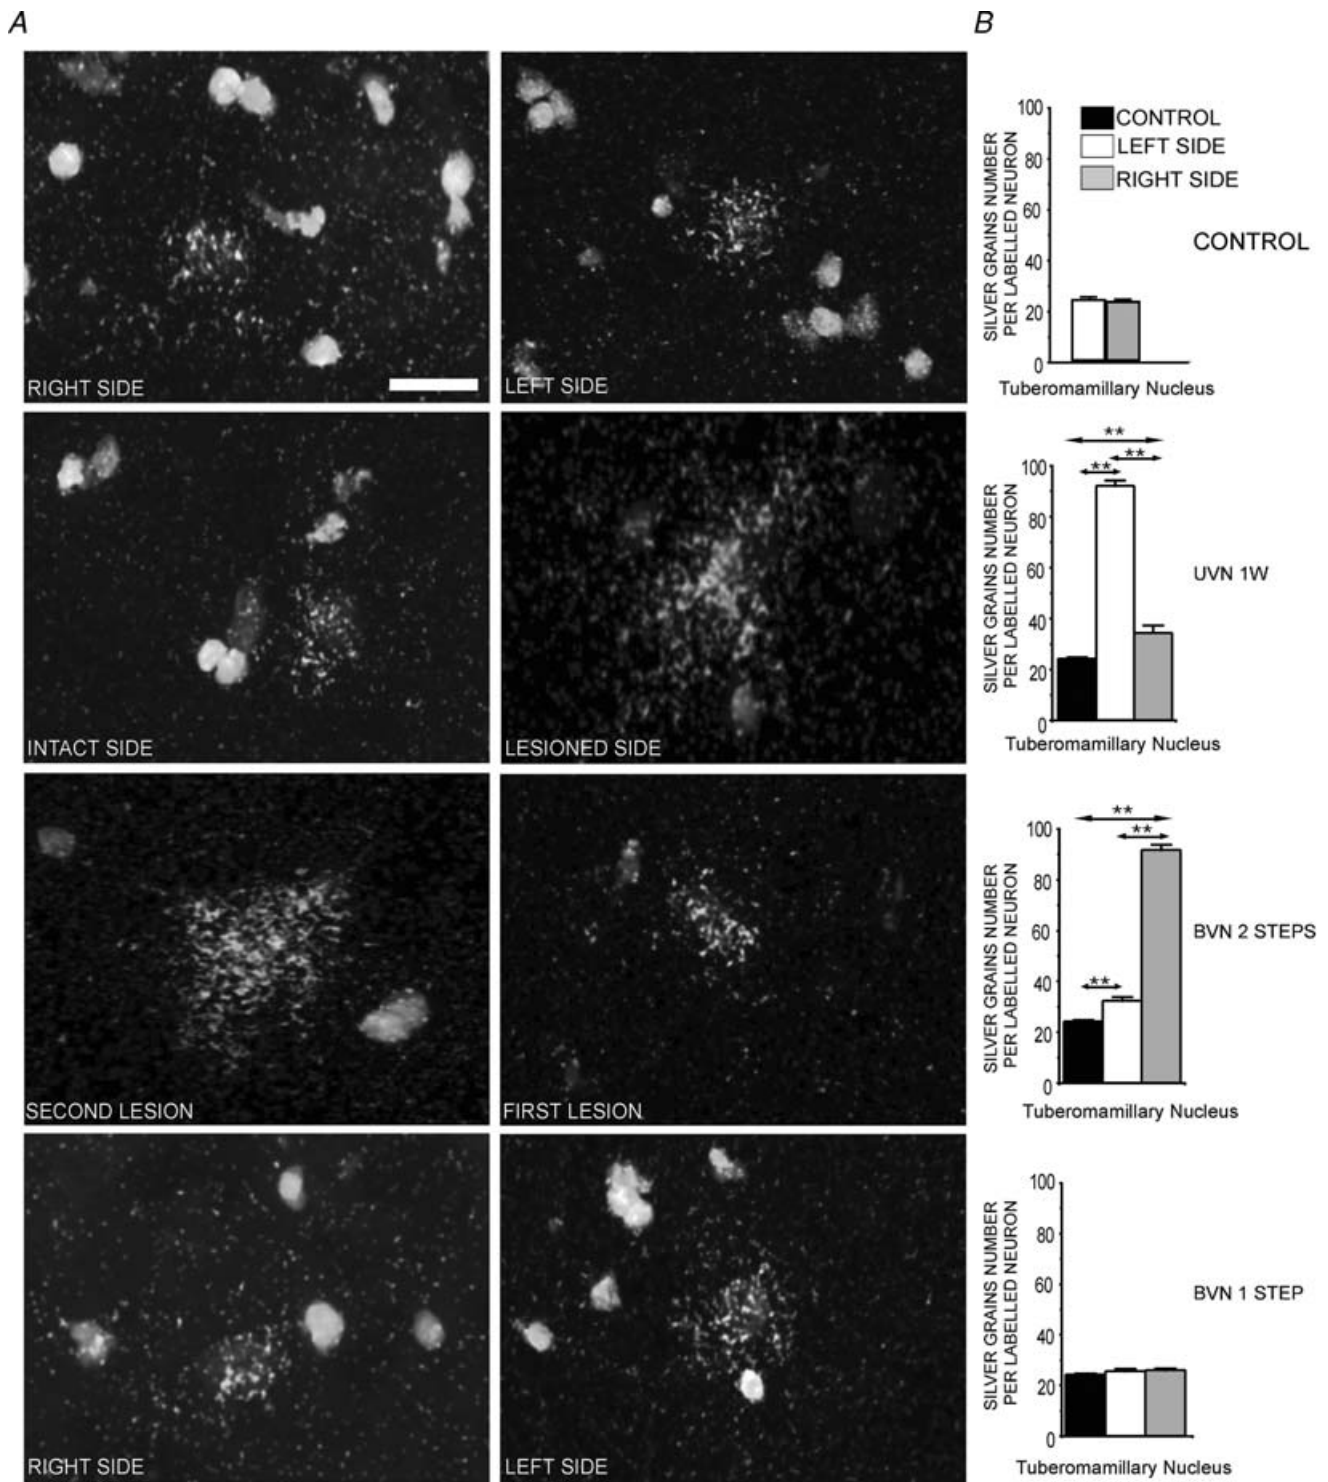 A
B
RIGHT SIDE
LEFT SIDE
100
80
60
40
20
0
SILVER GRAINS NUMBER
PER LABELLED NEURON
CONTROL
LEFT SIDE
RIGHT SIDE
CONTROL
Tuberomamillary Nucleus
INTACT SIDE
LESIONED SIDE
**
**
**
100
80
60
40
20
0
SILVER GRAINS NUMBER
PER LABELLED NEURON
UVN 1W
Tuberomamillary Nucleus
SECOND LESION
FIRST LESION
**
**
**
100
80
60
40
20
0
SILVER GRAINS NUMBER
PER LABELLED NEURON
BVN 2 STEPS
Tuberomamillary Nucleus
RIGHT SIDE
LEFT SIDE
100
80
60
40
20
0
SILVER GRAINS NUMBER
PER LABELLED NEURON
BVN 1 STEP
Tuberomamillary Nucleus